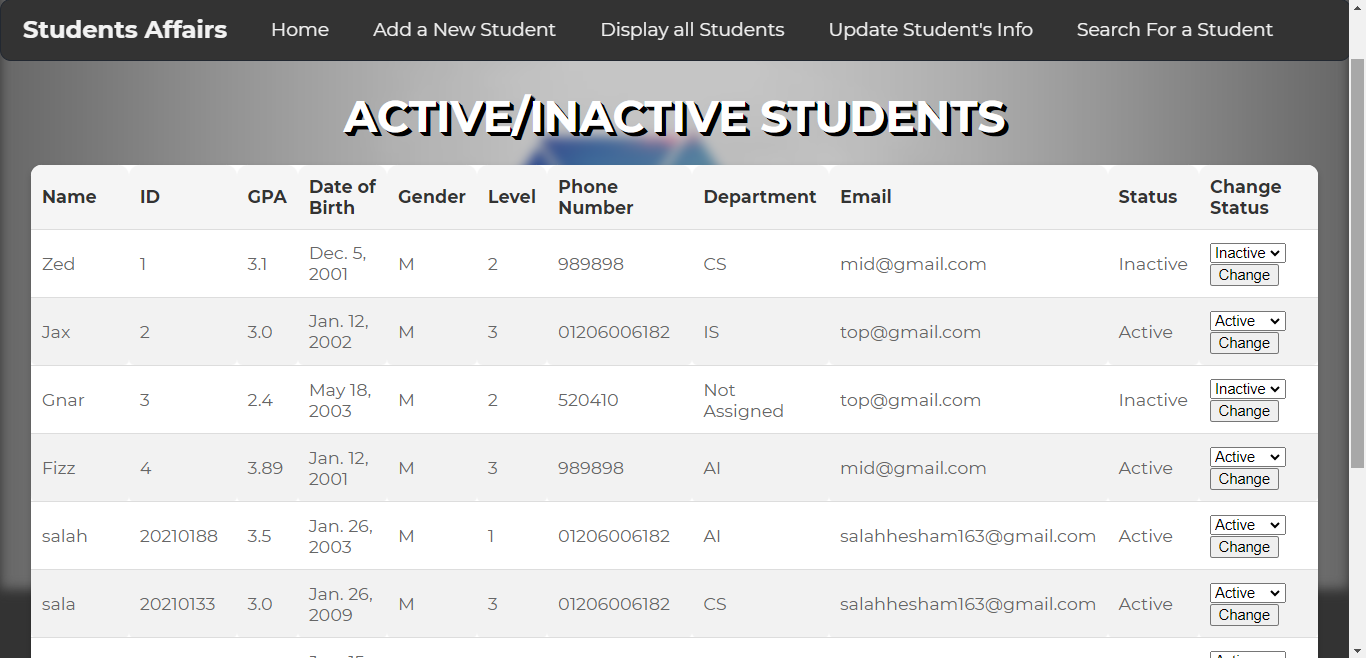 Students Affairs Home Add a New Student Display all Students Update Student's Info Search For a Student
ACTIVE/INACTIVE STUDENTS
Name ID GPA Date of Birth Gender Level Phone Number Department Email Status Change Status
Zed 1 3.1 Dec. 5, 2001 M 2 989898 CS mid@gmail.com Inactive Inactive Change
Jax 2 3.0 Jan. 12, 2002 M 3 01206006182 IS top@gmail.com Active Active Change
Gnar 3 2.4 May 18, 2003 M 2 520410 Not Assigned top@gmail.com Inactive Inactive Change
Fizz 4 3.89 Jan. 12, 2001 M 3 989898 AI mid@gmail.com Active Active Change
salah 20210188 3.5 Jan. 26, 2003 M 1 01206006182 AI salahhesham163@gmail.com Active Active Change
sala 20210133 3.0 Jan. 26, 2009 M 3 01206006182 CS salahhesham163@gmail.com Active Active Change